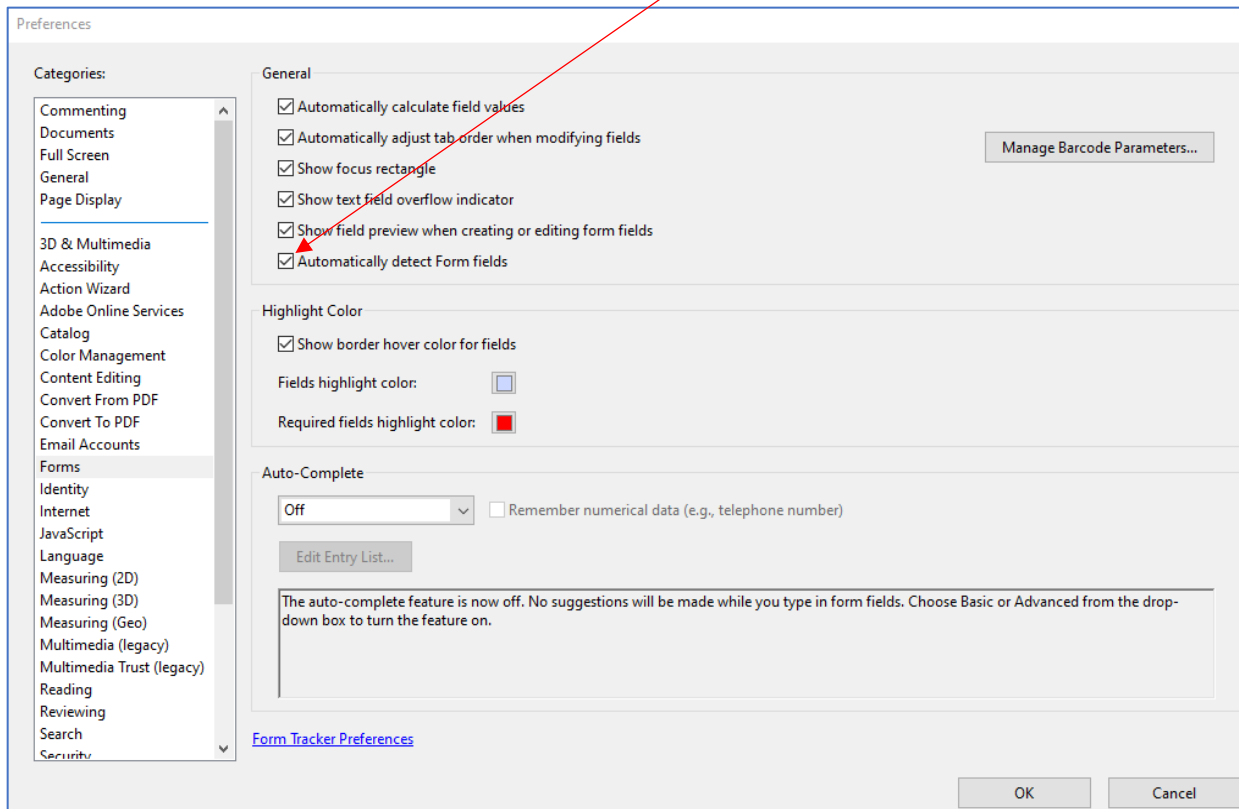 Preferences
Categories:
Commenting
Documents
Full Screen
General
Page Display
3D & Multimedia
Accessibility
Action Wizard
Adobe Online Services
Catalog
Color Management
Content Editing
Convert From PDF
Convert To PDF
Email Accounts
Forms
Identity
Internet
JavaScript
Language
Measuring (2D)
Measuring (3D)
Measuring (Geo)
Multimedia (legacy)
Multimedia Trust (legacy)
Reading
Reviewing
Search
Security
General
Automatically calculate field values
Automatically adjust tab order when modifying fields
Show focus rectangle
Show text field overflow indicator
Show field preview when creating or editing form fields
Automatically detect Form fields
Manage Barcode Parameters...
Highlight Color
Show border hover color for fields
Fields highlight color:
Required fields highlight color:
Auto-Complete
Off
Remember numerical data (e.g., telephone number)
Edit Entry List...
The auto-complete feature is now off. No suggestions will be made while you type in form fields. Choose Basic or Advanced from the drop-
down box to turn the feature on.
Form Tracker Preferences
OK
Cancel